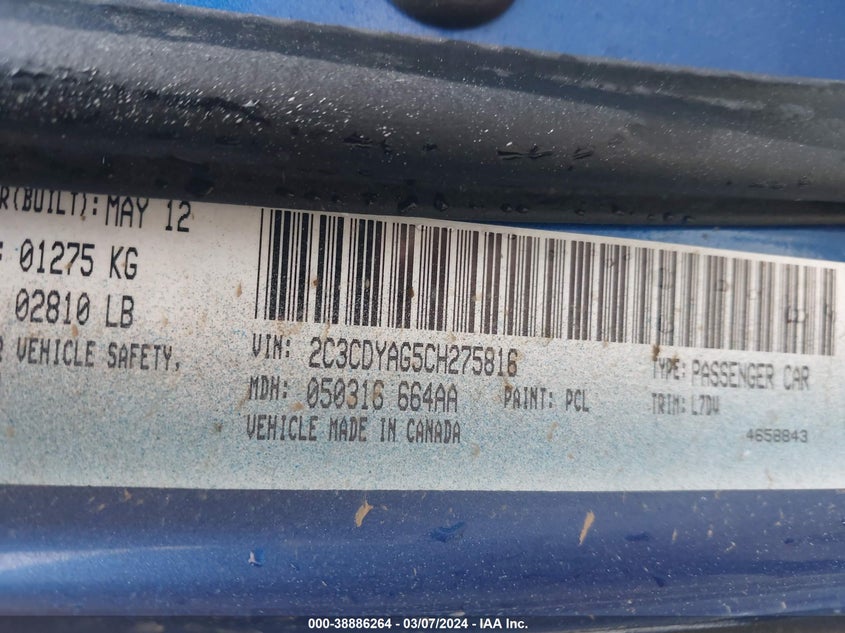 R(BUILT): MAY 12
: 01275 KG
02810 LB
VEHICLE SAFETY,
VIN: 2C3CDYAG5CH275816
TYPE: PASSENGER CAR
MDH: 050316 664AA
PAINT: PCL
TRIM: L7DV
VEHICLE MADE IN CANADA
4658843
000-38886264 - 03/07/2024 - IAA Inc.